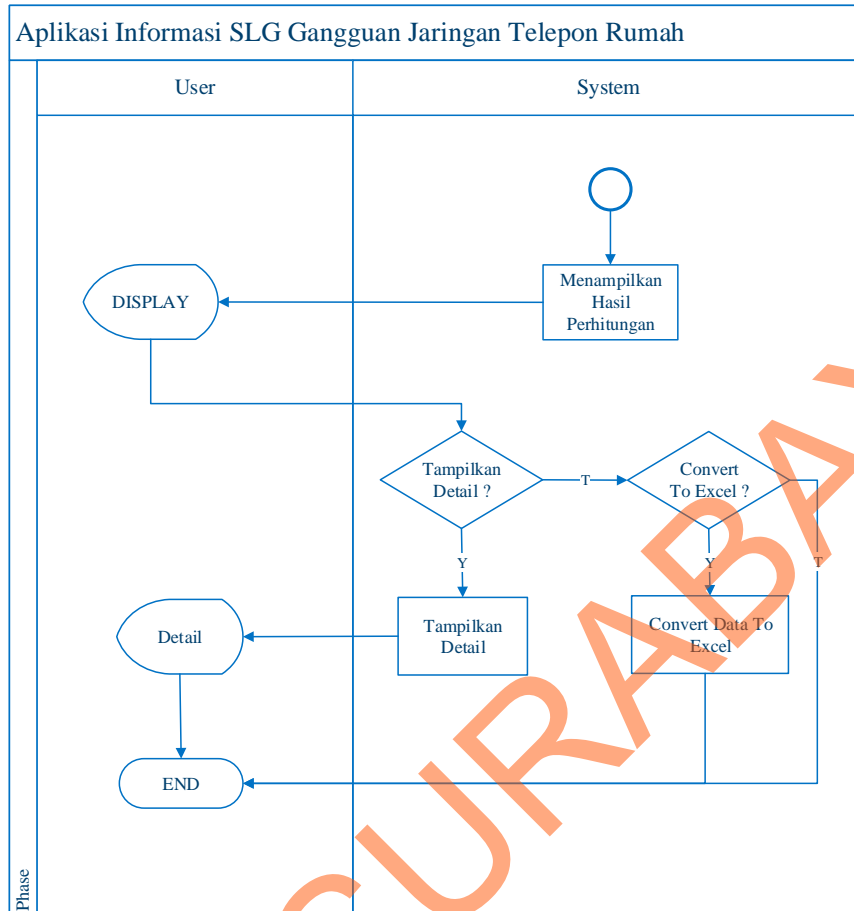 Aplikasi Informasi SLG Gangguan Jaringan Telepon Rumah
User
System
Menampilkan
Hasil
Perhitungan
DISPLAY
Tampilkan
Detail ?
T
Convert
To Excel ?
Y
Y
T
Detail
Tampilkan
Detail
Convert Data To
Excel
END
Phase
SURABAY